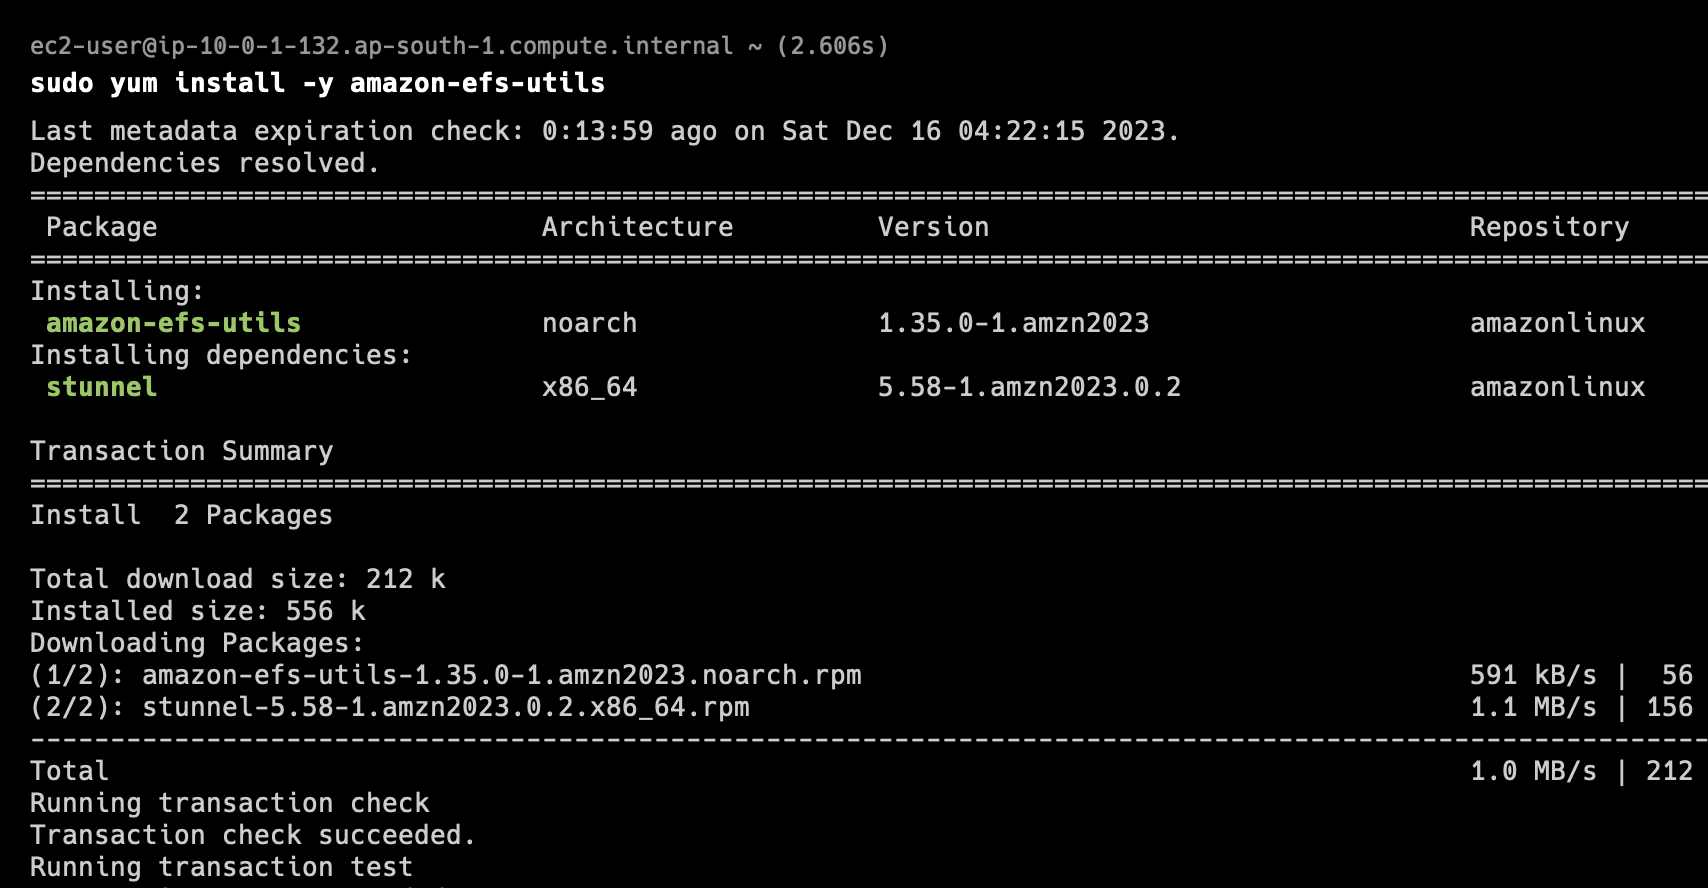 ec2-user@ip-10-0-1-132.ap-south-1.compute.internal ~ (2.606s)
sudo yum install -y amazon-efs-utils
Last metadata expiration check: 0:13:59 ago on Sat Dec 16 04:22:15 2023.
Dependencies resolved.
================================================================================
Package Architecture Version Repository
================================================================================
Installing:
amazon-efs-utils noarch 1.35.0-1.amzn2023 amazonlinux
Installing dependencies:
stunnel x86_64 5.58-1.amzn2023.0.2 amazonlinux
Transaction Summary
================================================================================
Install  2 Packages
Total download size: 212 k
Installed size: 556 k
Downloading Packages:
(1/2): amazon-efs-utils-1.35.0-1.amzn2023.noarch.rpm 591 kB/s |  56
(2/2): stunnel-5.58-1.amzn2023.0.2.x86_64.rpm 1.1 MB/s | 156
--------------------------------------------------------------------------------
Total 1.0 MB/s | 212
Running transaction check
Transaction check succeeded.
Running transaction test